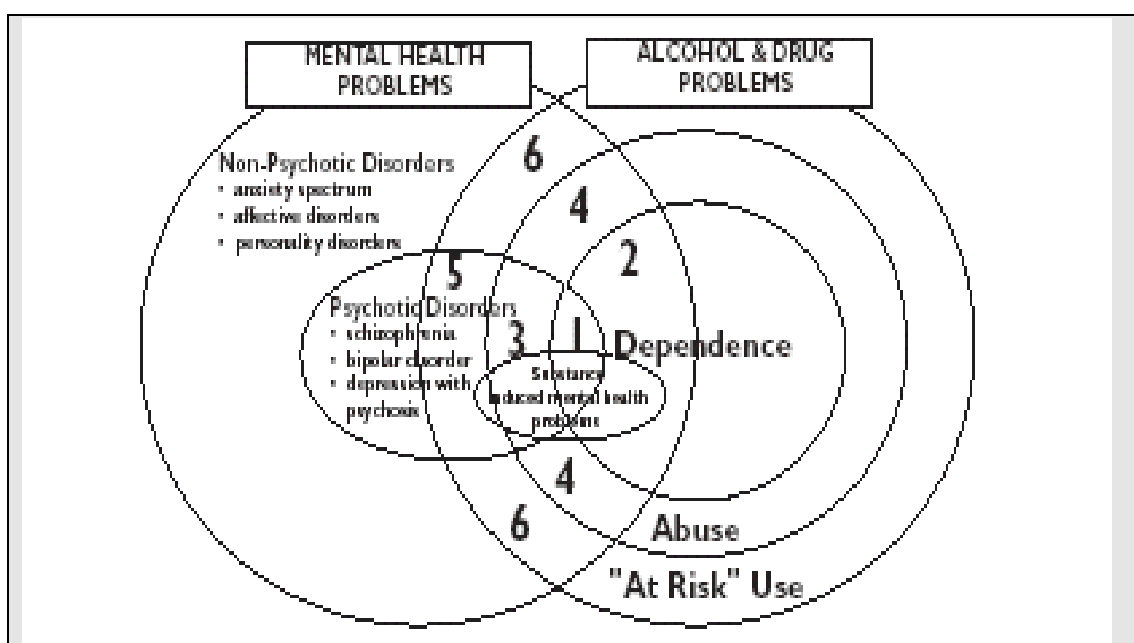 MENTAL HEALTH
PROBLEMS
ALCOHOL & DRUG
PROBLEMS
6
Non-Psychotic Disorders
• anxiety spectrum
• affective disorders
• personality disorders
4
2
5
Psychotic Disorders
• schizophrenia
• bipolar disorder
• depression with
psychosis
3
1
Dependence
Substance
induced mental health
problems
4
6
Abuse
"At Risk" Use